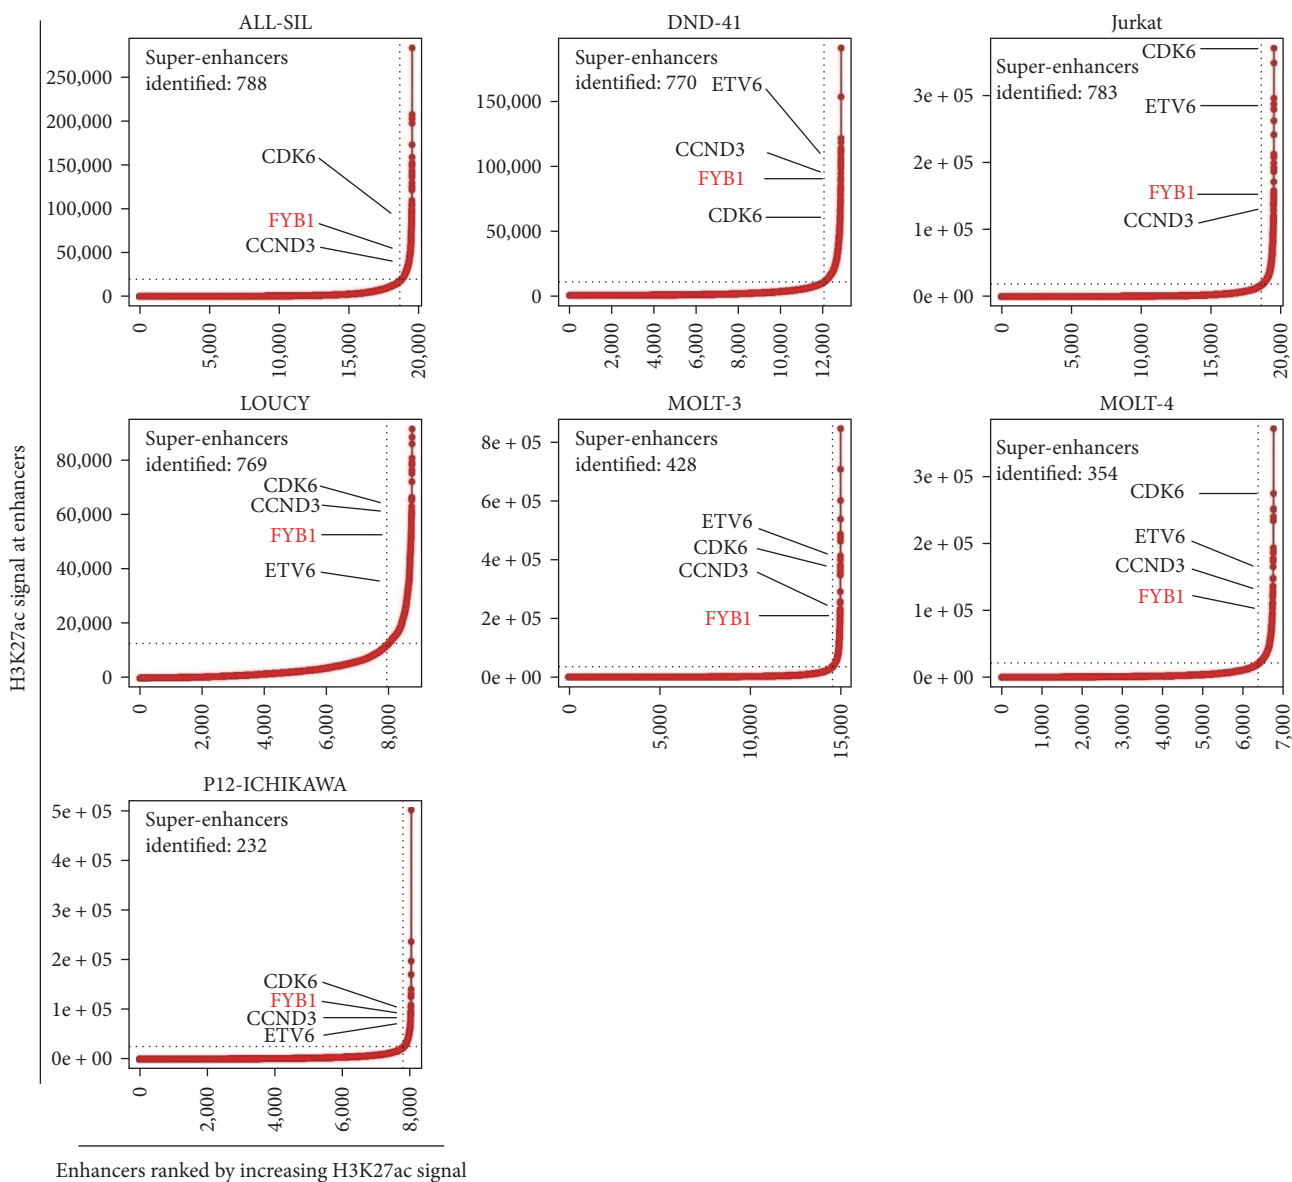 H3K27ac signal at enhancers
ALL-SIL
Super-enhancers
identified: 788
250,000
200,000
150,000
100,000
50,000
0
CDK6
FYB1
CCND3
0
5,000
10,000
15,000
20,000
DND-41
Super-enhancers
identified: 770
150,000
100,000
50,000
0
ETV6
CCND3
FYB1
CDK6
0
2,000
4,000
6,000
8,000
10,000
12,000
Jurkat
Super-enhancers
identified: 783
3e + 05
2e + 05
1e + 05
0e + 00
CDK6
ETV6
FYB1
CCND3
0
5,000
10,000
15,000
20,000
LOUCY
Super-enhancers
identified: 769
80,000
60,000
40,000
20,000
0
CDK6
CCND3
FYB1
ETV6
0
2,000
4,000
6,000
8,000
MOLT-3
Super-enhancers
identified: 428
8e + 05
6e + 05
4e + 05
2e + 05
0e + 00
ETV6
CDK6
CCND3
FYB1
0
5,000
10,000
15,000
MOLT-4
Super-enhancers
identified: 354
3e + 05
2e + 05
1e + 05
0e + 00
CDK6
ETV6
CCND3
FYB1
0
1,000
2,000
3,000
4,000
5,000
6,000
7,000
P12-ICHIKAWA
Super-enhancers
identified: 232
5e + 05
4e + 05
3e + 05
2e + 05
1e + 05
0e + 00
CDK6
FYB1
CCND3
ETV6
0
2,000
4,000
6,000
8,000
Enhancers ranked by increasing H3K27ac signal